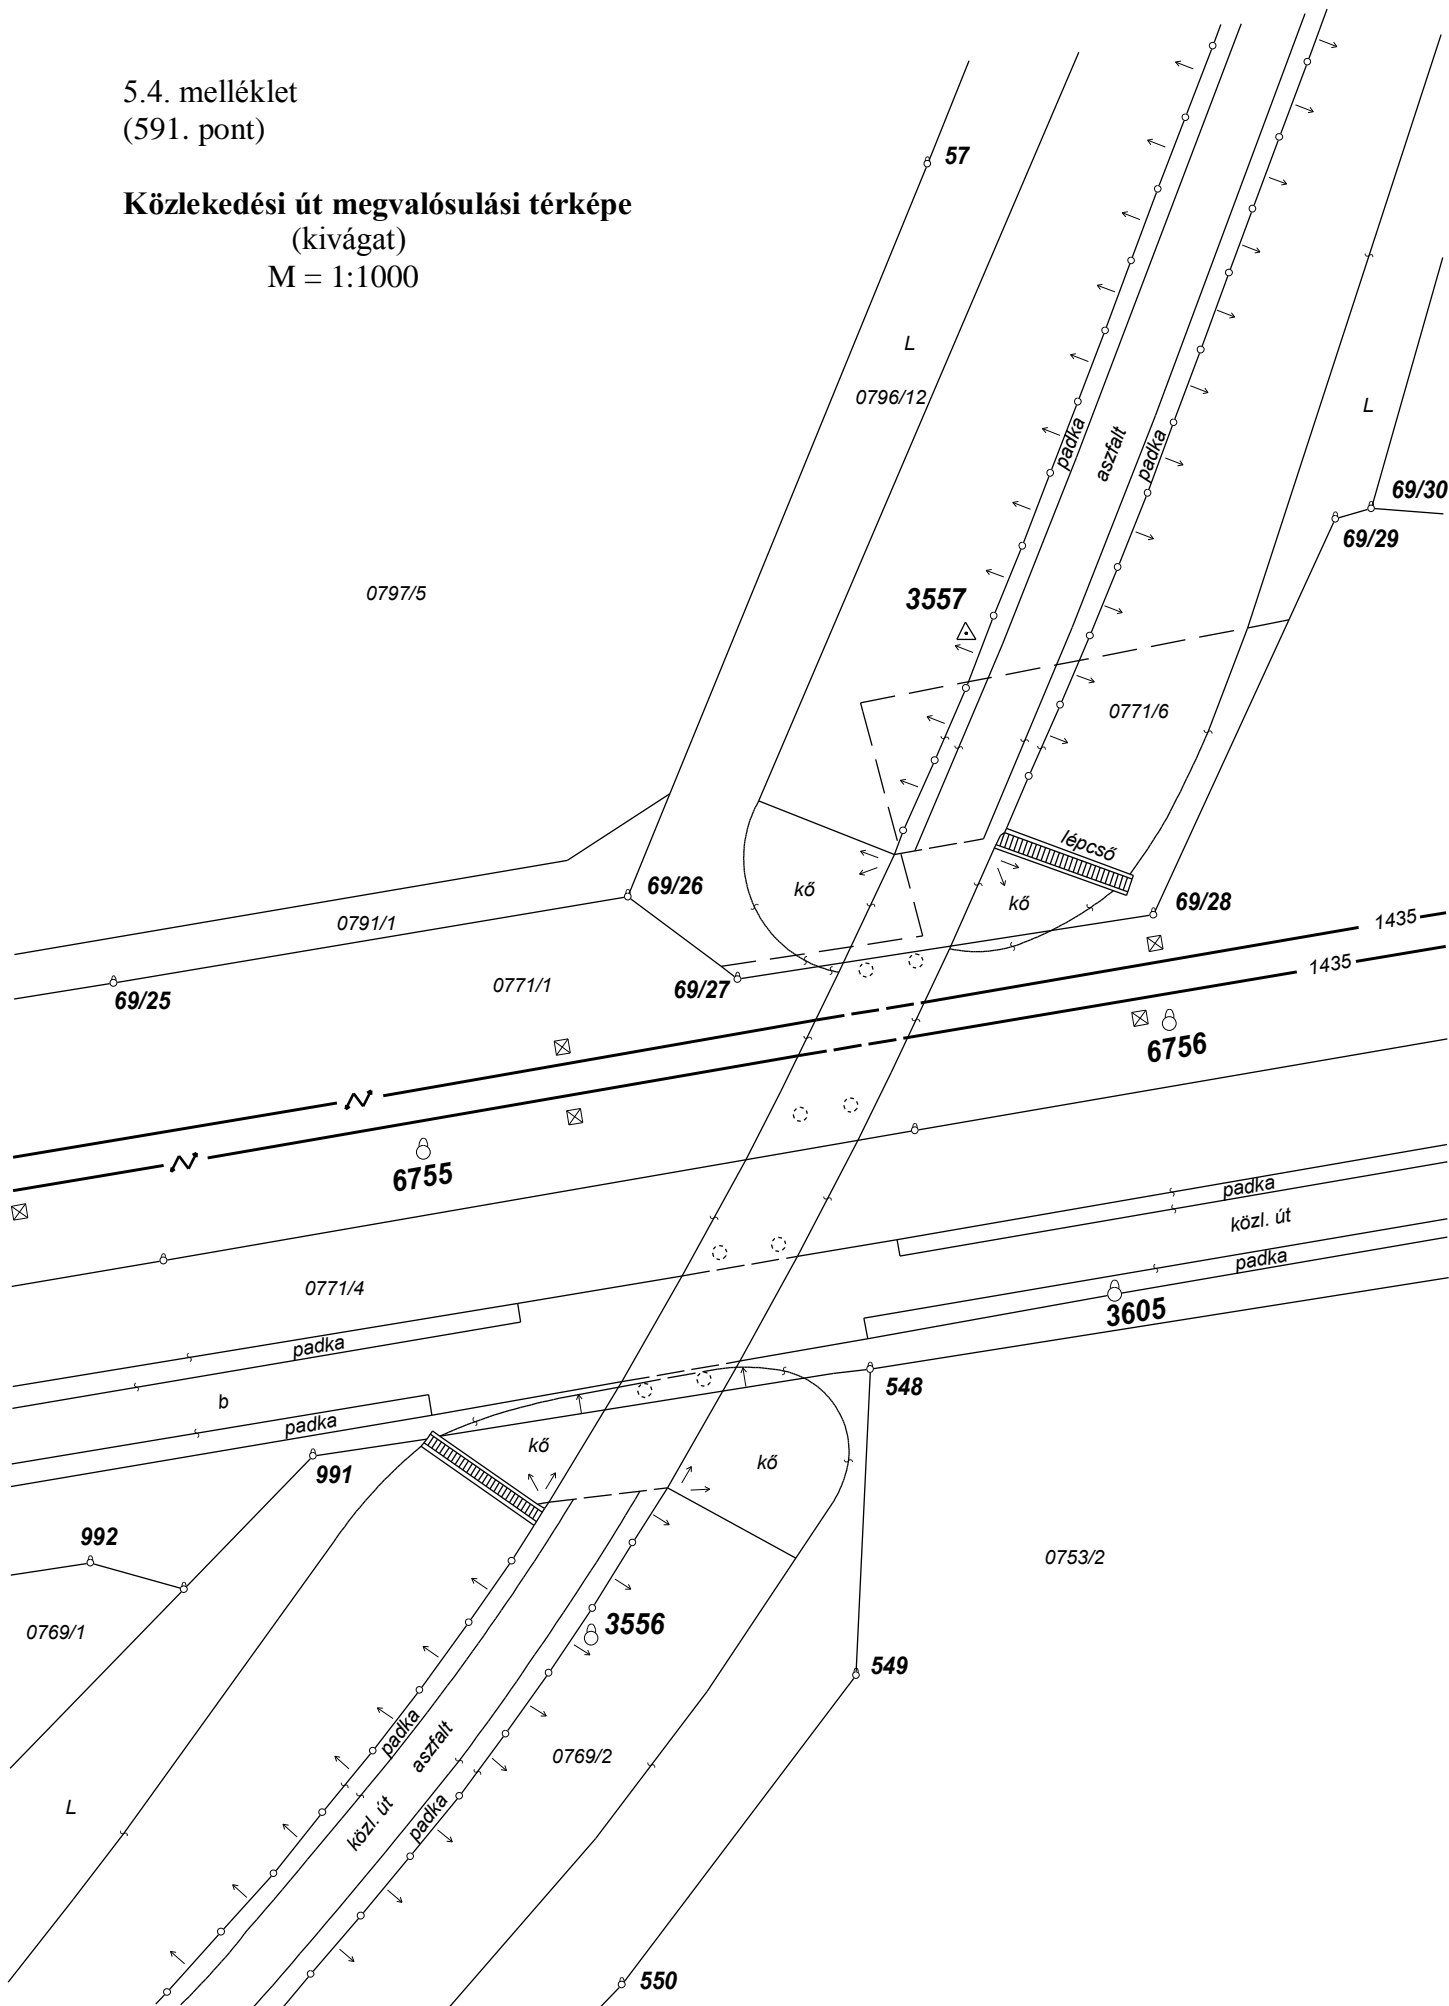 5.4. melléklet
(591. pont)
Közlekedési út megvalósulási térképe
(kivágat)
M = 1:1000
57
L
0796/12
padka
aszfalt
padka
L
69/30
69/29
0797/5
3557
0771/6
lépcső
69/26
kő
kő
69/28
0791/1
1435
69/25
0771/1
69/27
1435
6756
6755
padka
közl. út
padka
0771/4
3605
padka
b
548
padka
kő
kő
991
992
0753/2
0769/1
3556
549
padka
aszfalt
0769/2
L
közl. út
padka
550